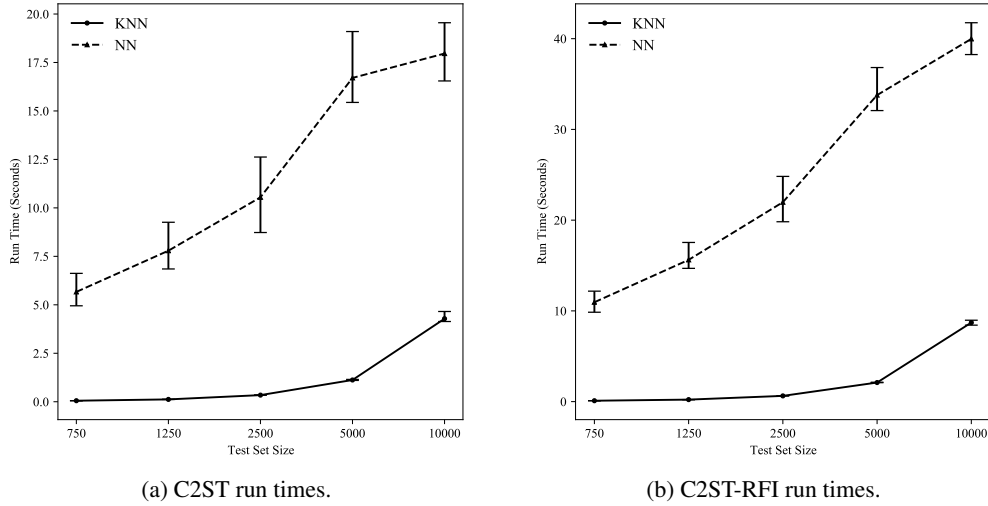 KNN
NN
20.0
17.5
15.0
12.5
10.0
7.5
5.0
2.5
0.0
Run Time (Seconds)
750 1250 2500 5000 10000
Test Set Size
(a) C2ST run times.
KNN
NN
40
30
20
10
0
Run Time (Seconds)
750 1250 2500 5000 10000
Test Set Size
(b) C2ST-RFI run times.